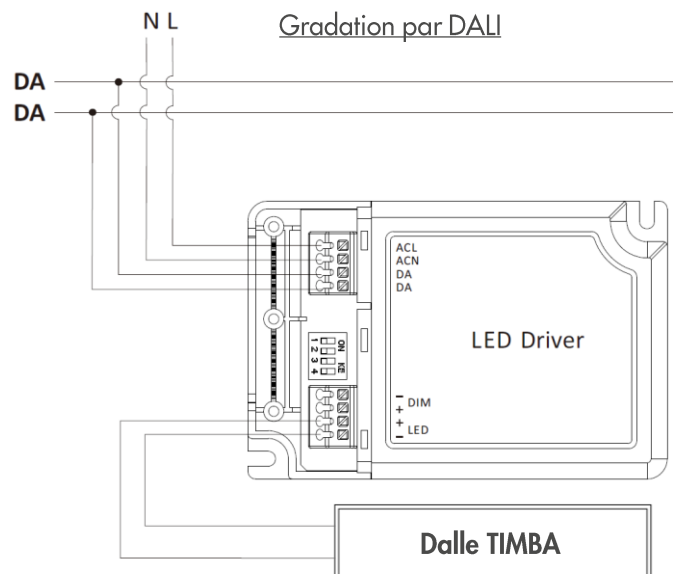 Gradation par DALI
N L
DA
DA
ACL
ACN
DA
DA
LED Driver
ON KE
1 2 3 4
− DIM
+
+ LED
−
Dalle TIMBA